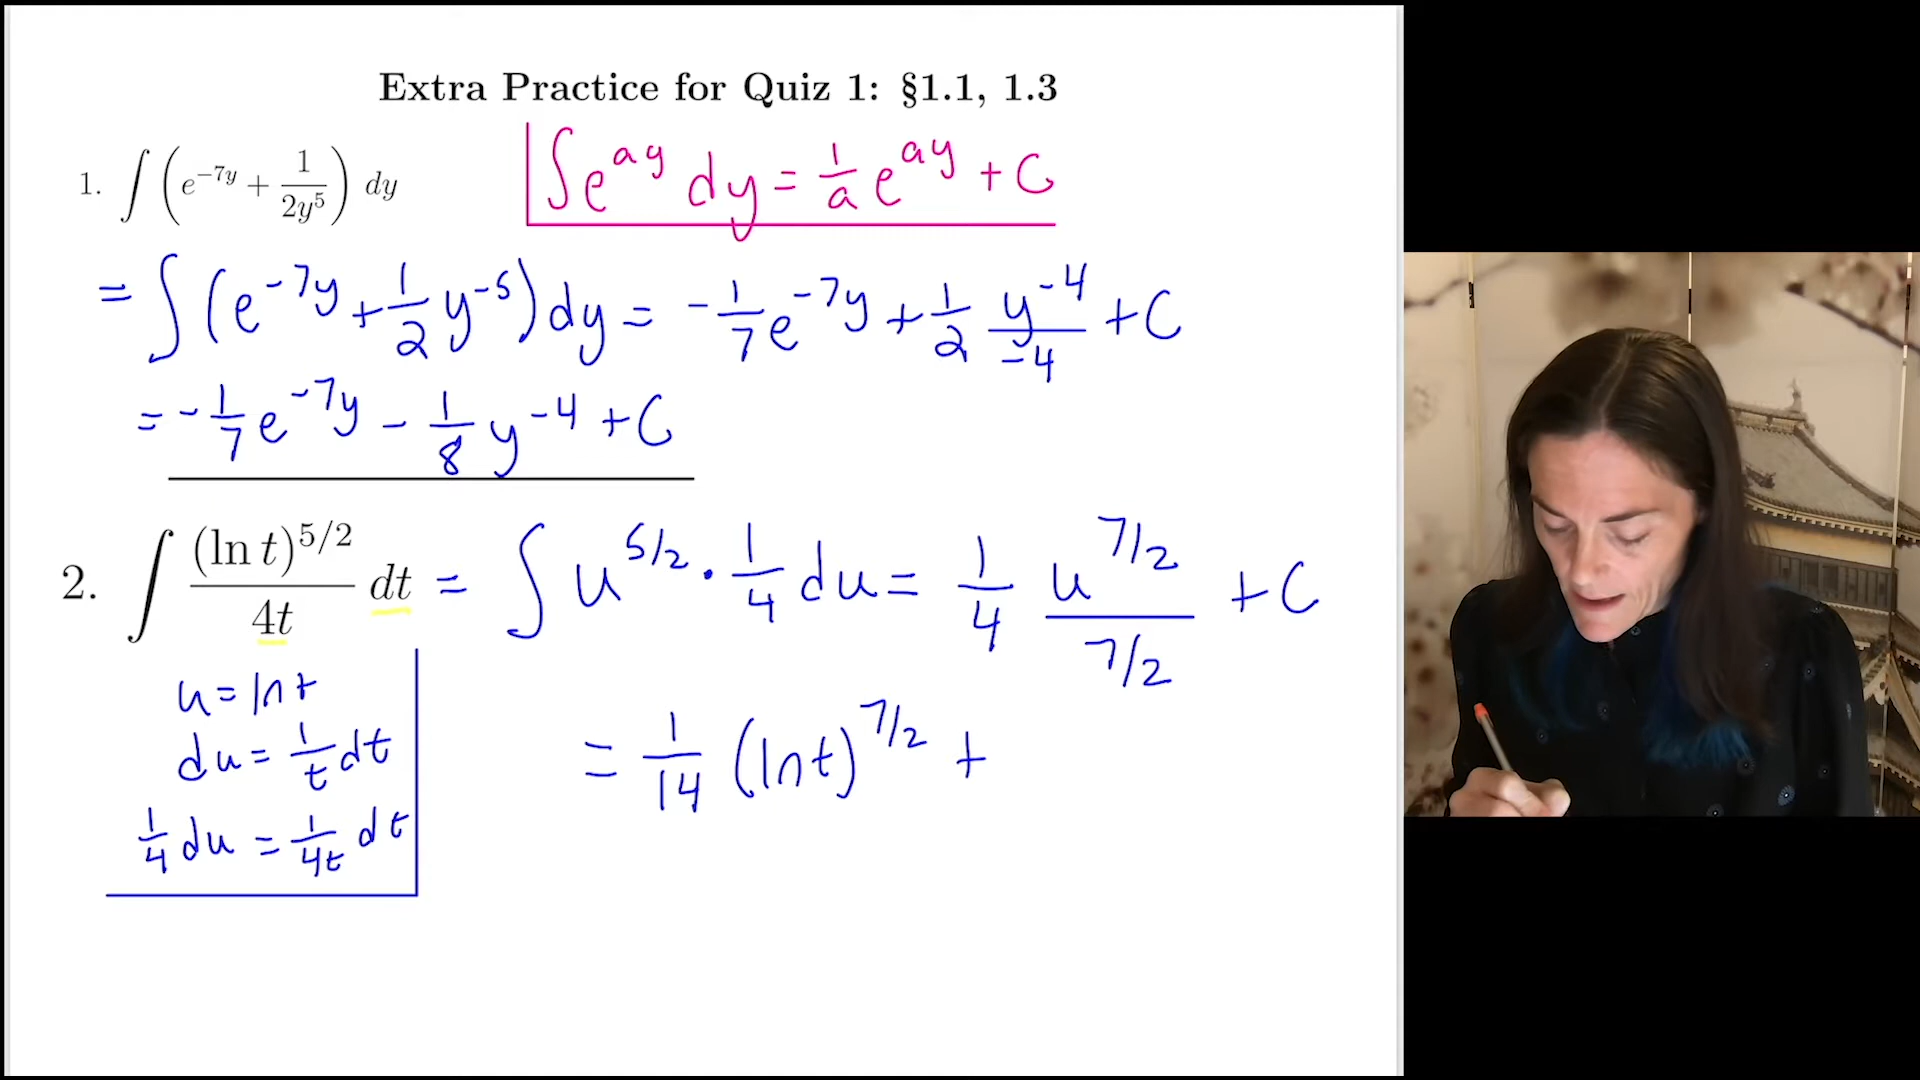 Extra Practice for Quiz 1: §1.1, 1.3
1. ∫ (e^{-7y} + 1/(2y^5)) dy
∫e^{ay} dy = 1/a e^{ay} + C
= ∫(e^{-7y} + 1/2 y^{-5})dy = -1/7 e^{-7y} + 1/2 y^{-4}/-4 + C
= -1/7 e^{-7y} - 1/8 y^{-4} + C
2. ∫ (ln t)^{5/2}/4t dt = ∫ u^{5/2} · 1/4 du = 1/4 u^{7/2}/(7/2) + C
u = ln t
du = 1/t dt
1/4 du = 1/4t dt
= 1/14 (ln t)^{7/2} +